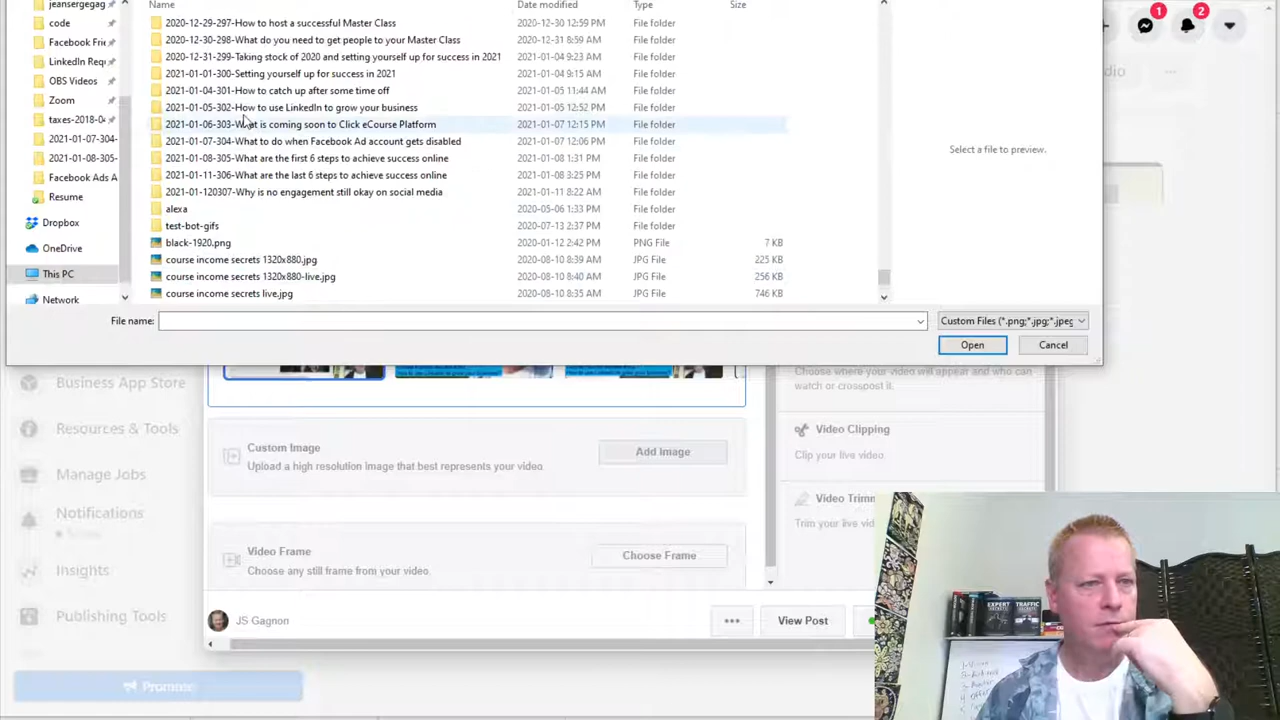 jeansergegag
Name Date modified Type Size
code
Facebook Frie
LinkedIn Requ
OBS Videos
Zoom
taxes-2018-04
2021-01-07-304-
2021-01-08-305-
Facebook Ads A
Resume
Dropbox
OneDrive
This PC
Network
2020-12-29-297-How to host a successful Master Class 2020-12-30 12:59 PM File folder
2020-12-30-298-What do you need to get people to your Master Class 2020-12-31 8:59 AM File folder
2020-12-31-299-Taking stock of 2020 and setting yourself up for success in 2021 2021-01-04 9:23 AM File folder
2021-01-01-300-Setting yourself up for success in 2021 2021-01-04 9:15 AM File folder
2021-01-04-301-How to catch up after some time off 2021-01-05 11:44 AM File folder
2021-01-05-302-How to use LinkedIn to grow your business 2021-01-05 12:52 PM File folder
2021-01-06-303-What is coming soon to Click eCourse Platform 2021-01-07 12:15 PM File folder
2021-01-07-304-What to do when Facebook Ad account gets disabled 2021-01-07 12:06 PM File folder
2021-01-08-305-What are the first 6 steps to achieve success online 2021-01-08 1:31 PM File folder
2021-01-11-306-What are the last 6 steps to achieve success online 2021-01-08 3:25 PM File folder
2021-01-120307-Why is no engagement still okay on social media 2021-01-11 8:22 AM File folder
alexa 2020-05-06 1:33 PM File folder
test-bot-gifs 2020-07-13 2:37 PM File folder
black-1920.png 2020-01-12 2:42 PM PNG File 7 KB
course income secrets 1320x880.jpg 2020-08-10 8:39 AM JPG File 225 KB
course income secrets 1320x880-live.jpg 2020-08-10 8:40 AM JPG File 256 KB
course income secrets live.jpg 2020-08-10 8:35 AM JPG File 746 KB
Select a file to preview.
1
2
dio
File name:
Custom Files (*.png;*.jpg;*.jpeg
Open
Cancel
Business App Store
Resources & Tools
Manage Jobs
Notifications
Insights
Publishing Tools
Promote
Custom Image
Upload a high resolution image that best represents your video.
Add Image
Video Frame
Choose any still frame from your video.
Choose Frame
JS Gagnon
View Post
Choose where your video will appear and who can
watch or crosspost it.
Video Clipping
Clip your live video.
Video Trimm
Trim your live vid
EXPERT
SECRETS
TRAFFIC
SECRETS